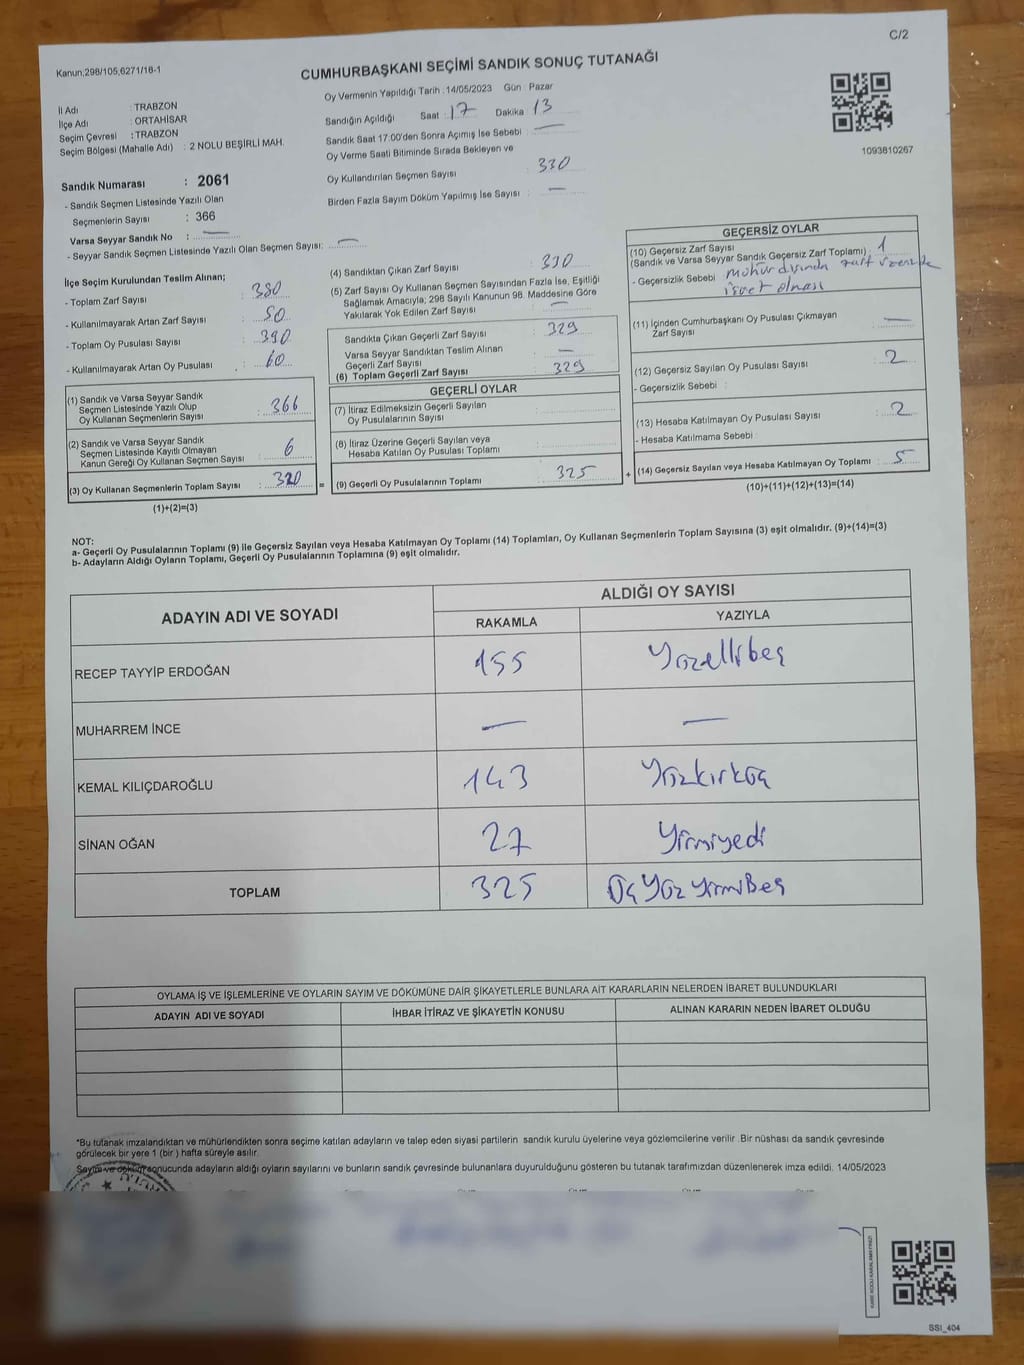 C/2
Kanun:298/105,6271/16-1
CUMHURBAŞKANI SEÇİMİ SANDIK SONUÇ TUTANAĞI
İl Adı : TRABZON
İlçe Adı : ORTAHİSAR
Seçim Çevresi : TRABZON
Seçim Bölgesi (Mahalle Adı) : 2 NOLU BEŞİRLİ MAH.
Sandık Numarası : 2061
- Sandık Seçmen Listesinde Yazılı Olan
Seçmenlerin Sayısı : 366
Varsa Seyyar Sandık No : —
- Seyyar Sandık Seçmen Listesinde Yazılı Olan Seçmen Sayısı: —
Oy Vermenin Yapıldığı Tarih :14/05/2023 Gün : Pazar
Sandığın Açıldığı Saat : 17 Dakika : 13
Sandık Saat 17:00'den Sonra Açımış İse Sebebi : —
Oy Verme Saati Bitiminde Sırada Bekleyen ve
Oy Kullandırılan Seçmen Sayısı : 330
Birden Fazla Sayım Döküm Yapılmış İse Sayısı : —
1093810267
İlçe Seçim Kurulundan Teslim Alınan;
- Toplam Zarf Sayısı : 380
- Kullanılmayarak Artan Zarf Sayısı : 50
- Toplam Oy Pusulası Sayısı : 390
- Kullanılmayarak Artan Oy Pusulası : 60
(1) Sandık ve Varsa Seyyar Sandık
Seçmen Listesinde Yazılı Olup
Oy Kullanan Seçmenlerin Sayısı : 366
(2) Sandık ve Varsa Seyyar Sandık
Seçmen Listesinde Kayıtlı Olmayan
Kanun Gereği Oy Kullanan Seçmen Sayısı : 6
(3) Oy Kullanan Seçmenlerin Toplam Sayısı :
(1)+(2)=(3)
(4) Sandıktan Çıkan Zarf Sayısı : 330
(5) Zarf Sayısı Oy Kullanan Seçmen Sayısından Fazla İse, Eşitliği
Sağlamak Amacıyla; 298 Sayılı Kanunun 98. Maddesine Göre
Yakılarak Yok Edilen Zarf Sayısı : —
Sandıkta Çıkan Geçerli Zarf Sayısı : 329
Varsa Seyyar Sandıktan Teslim Alınan
Geçerli Zarf Sayısı : —
(6) Toplam Geçerli Zarf Sayısı : 329
GEÇERLİ OYLAR
(7) İtiraz Edilmeksizin Geçerli Sayılan
Oy Pusulalarının Sayısı :
(8) İtiraz Üzerine Geçerli Sayılan veya
Hesaba Katılan Oy Pusulası Toplamı :
= (9) Geçerli Oy Pusulalarının Toplamı : 325
GEÇERSİZ OYLAR
(10) Geçersiz Zarf Sayısı : 1
(Sandık ve Varsa Seyyar Sandık Geçersiz Zarf Toplamı)
- Geçersizlik Sebebi : mühür dışında zarf üzerinde
işaret olması
(11) İçinden Cumhurbaşkanı Oy Pusulası Çıkmayan
Zarf Sayısı : —
(12) Geçersiz Sayılan Oy Pusulası Sayısı : 2
- Geçersizlik Sebebi :
(13) Hesaba Katılmayan Oy Pusulası Sayısı : 2
- Hesaba Katılmama Sebebi
+ (14) Geçersiz Sayılan veya Hesaba Katılmayan Oy Toplamı : 5
(10)+(11)+(12)+(13)=(14)
NOT:
a- Geçerli Oy Pusulalarının Toplamı (9) ile Geçersiz Sayılan veya Hesaba Katılmayan Oy Toplamı (14) Toplamları, Oy Kullanan Seçmenlerin Toplam Sayısına (3) eşit olmalıdır. (9)+(14)=(3)
b- Adayların Aldığı Oyların Toplamı, Geçerli Oy Pusulalarının Toplamına (9) eşit olmalıdır.
ADAYIN ADI VE SOYADI
ALDIĞI OY SAYISI
RAKAMLA YAZIYLA
RECEP TAYYİP ERDOĞAN 155 Yüzellibeş
MUHARREM İNCE — —
KEMAL KILIÇDAROĞLU 143 Yüzkırküç
SİNAN OĞAN 27 Yirmiyedi
TOPLAM 325 Üç Yüz YirmiBeş
OYLAMA İŞ VE İŞLEMLERİNE VE OYLARIN SAYIM VE DÖKÜMÜNE DAİR ŞİKAYETLERLE BUNLARA AİT KARARLARIN NELERDEN İBARET BULUNDUKLARI
ADAYIN ADI VE SOYADI İHBAR İTİRAZ VE ŞİKAYETİN KONUSU ALINAN KARARIN NEDEN İBARET OLDUĞU
*Bu tutanak imzalandıktan ve mühürlendikten sonra seçime katılan adayların ve talep eden siyasi partilerin sandık kurulu üyelerine veya gözlemcilerine verilir .Bir nüshası da sandık çevresinde
görülecek bir yere 1 (bir ) hafta süreyle asılır.
Sayım ve döküm sonucunda adayların aldığı oyların sayılarını ve bunların sandık çevresinde bulunanlara duyurulduğunu gösteren bu tutanak tarafımızdan düzenlenerek imza edildi. 14/05/2023
KARE KODU KARALAMAYINIZ!
SSI_404